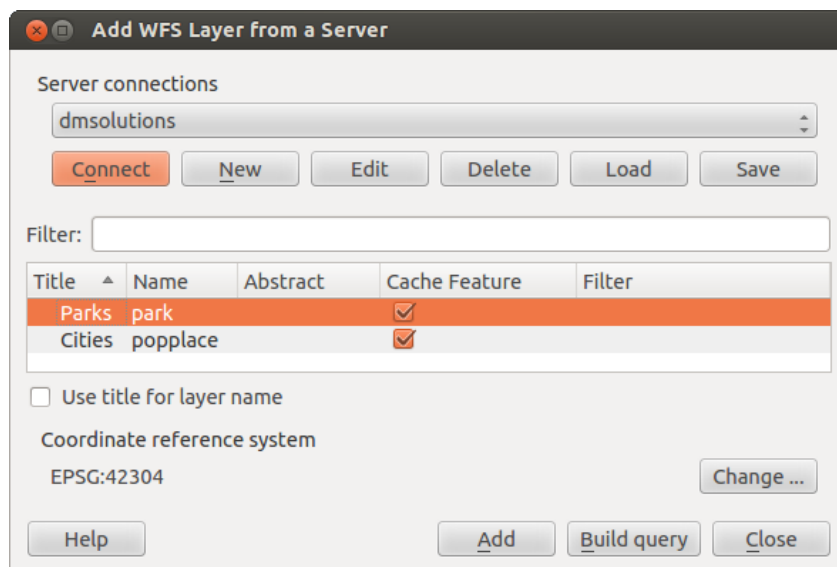 Add WFS Layer from a Server
Server connections
dmsolutions
Connect New Edit Delete Load Save
Filter:
Title Name Abstract Cache Feature Filter
Parks park
Cities popplace
Use title for layer name
Coordinate reference system
EPSG:42304
Change ...
Help Add Build query Close